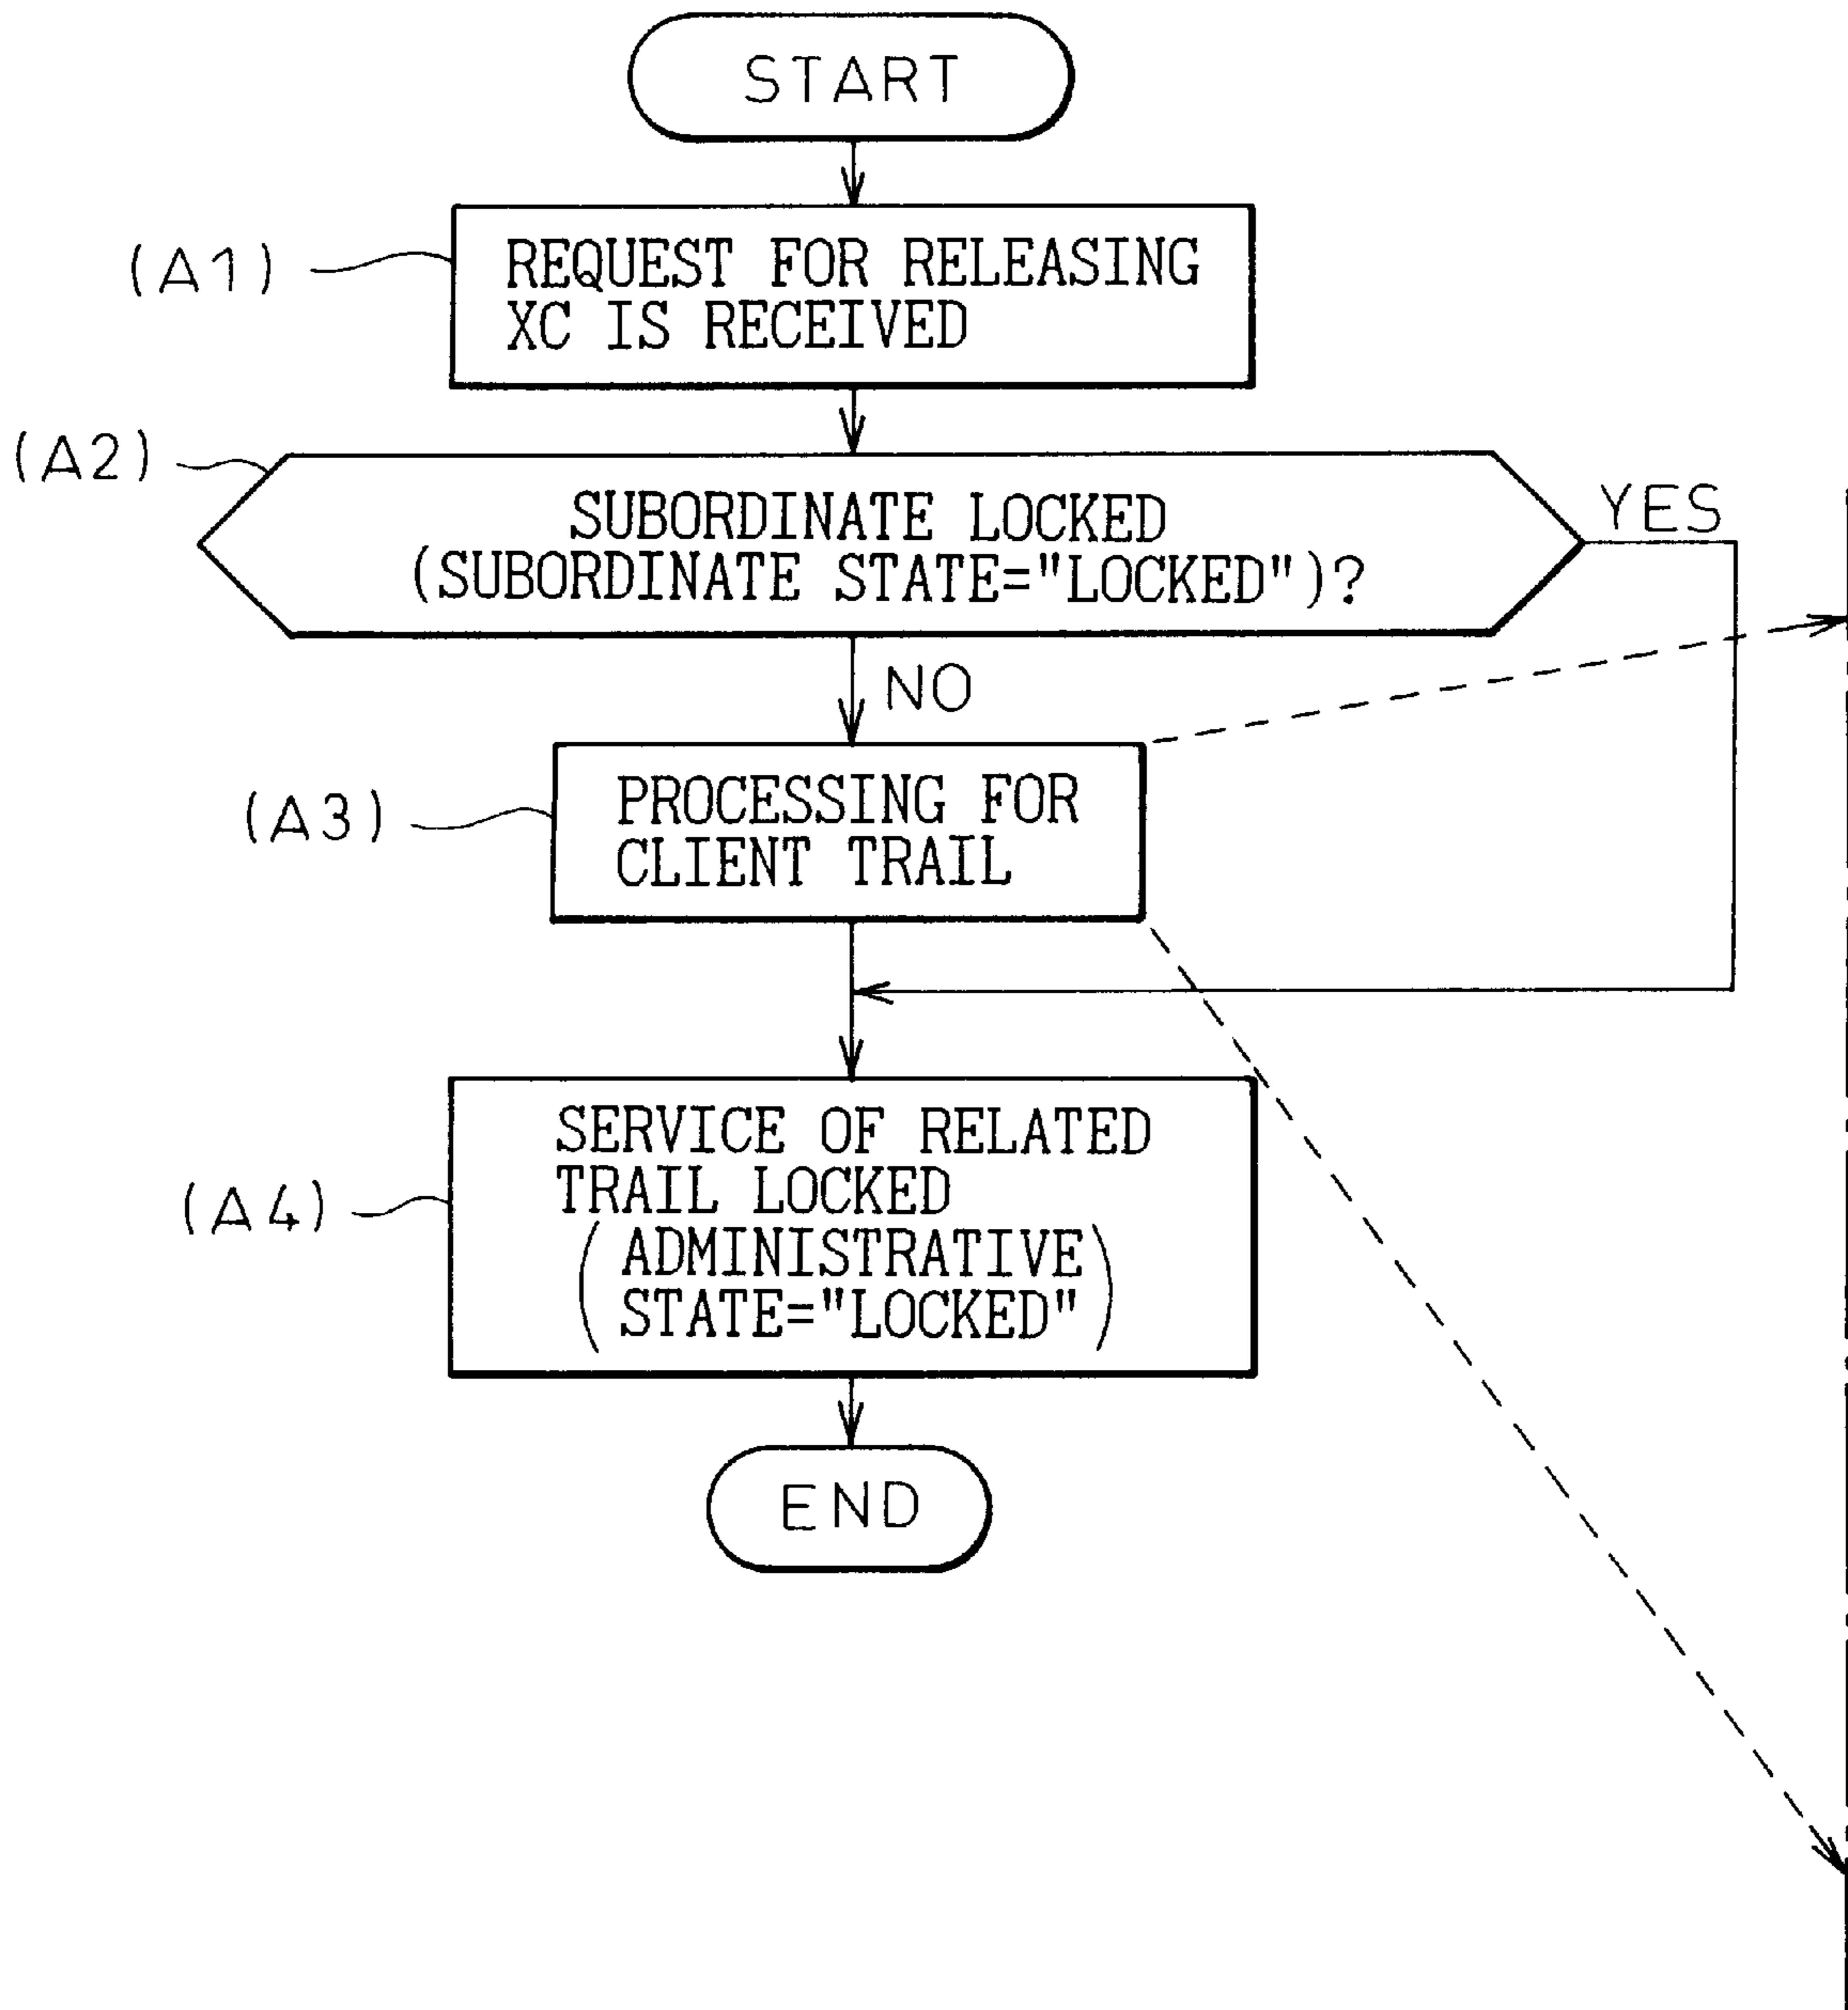 START
(A1)
REQUEST FOR RELEASING
XC IS RECEIVED
(A2)
SUBORDINATE LOCKED
(SUBORDINATE STATE="LOCKED")?
YES
NO
(A3)
PROCESSING FOR
CLIENT TRAIL
(A4)
SERVICE OF RELATED
TRAIL LOCKED
(ADMINISTRATIVE
STATE="LOCKED")
END